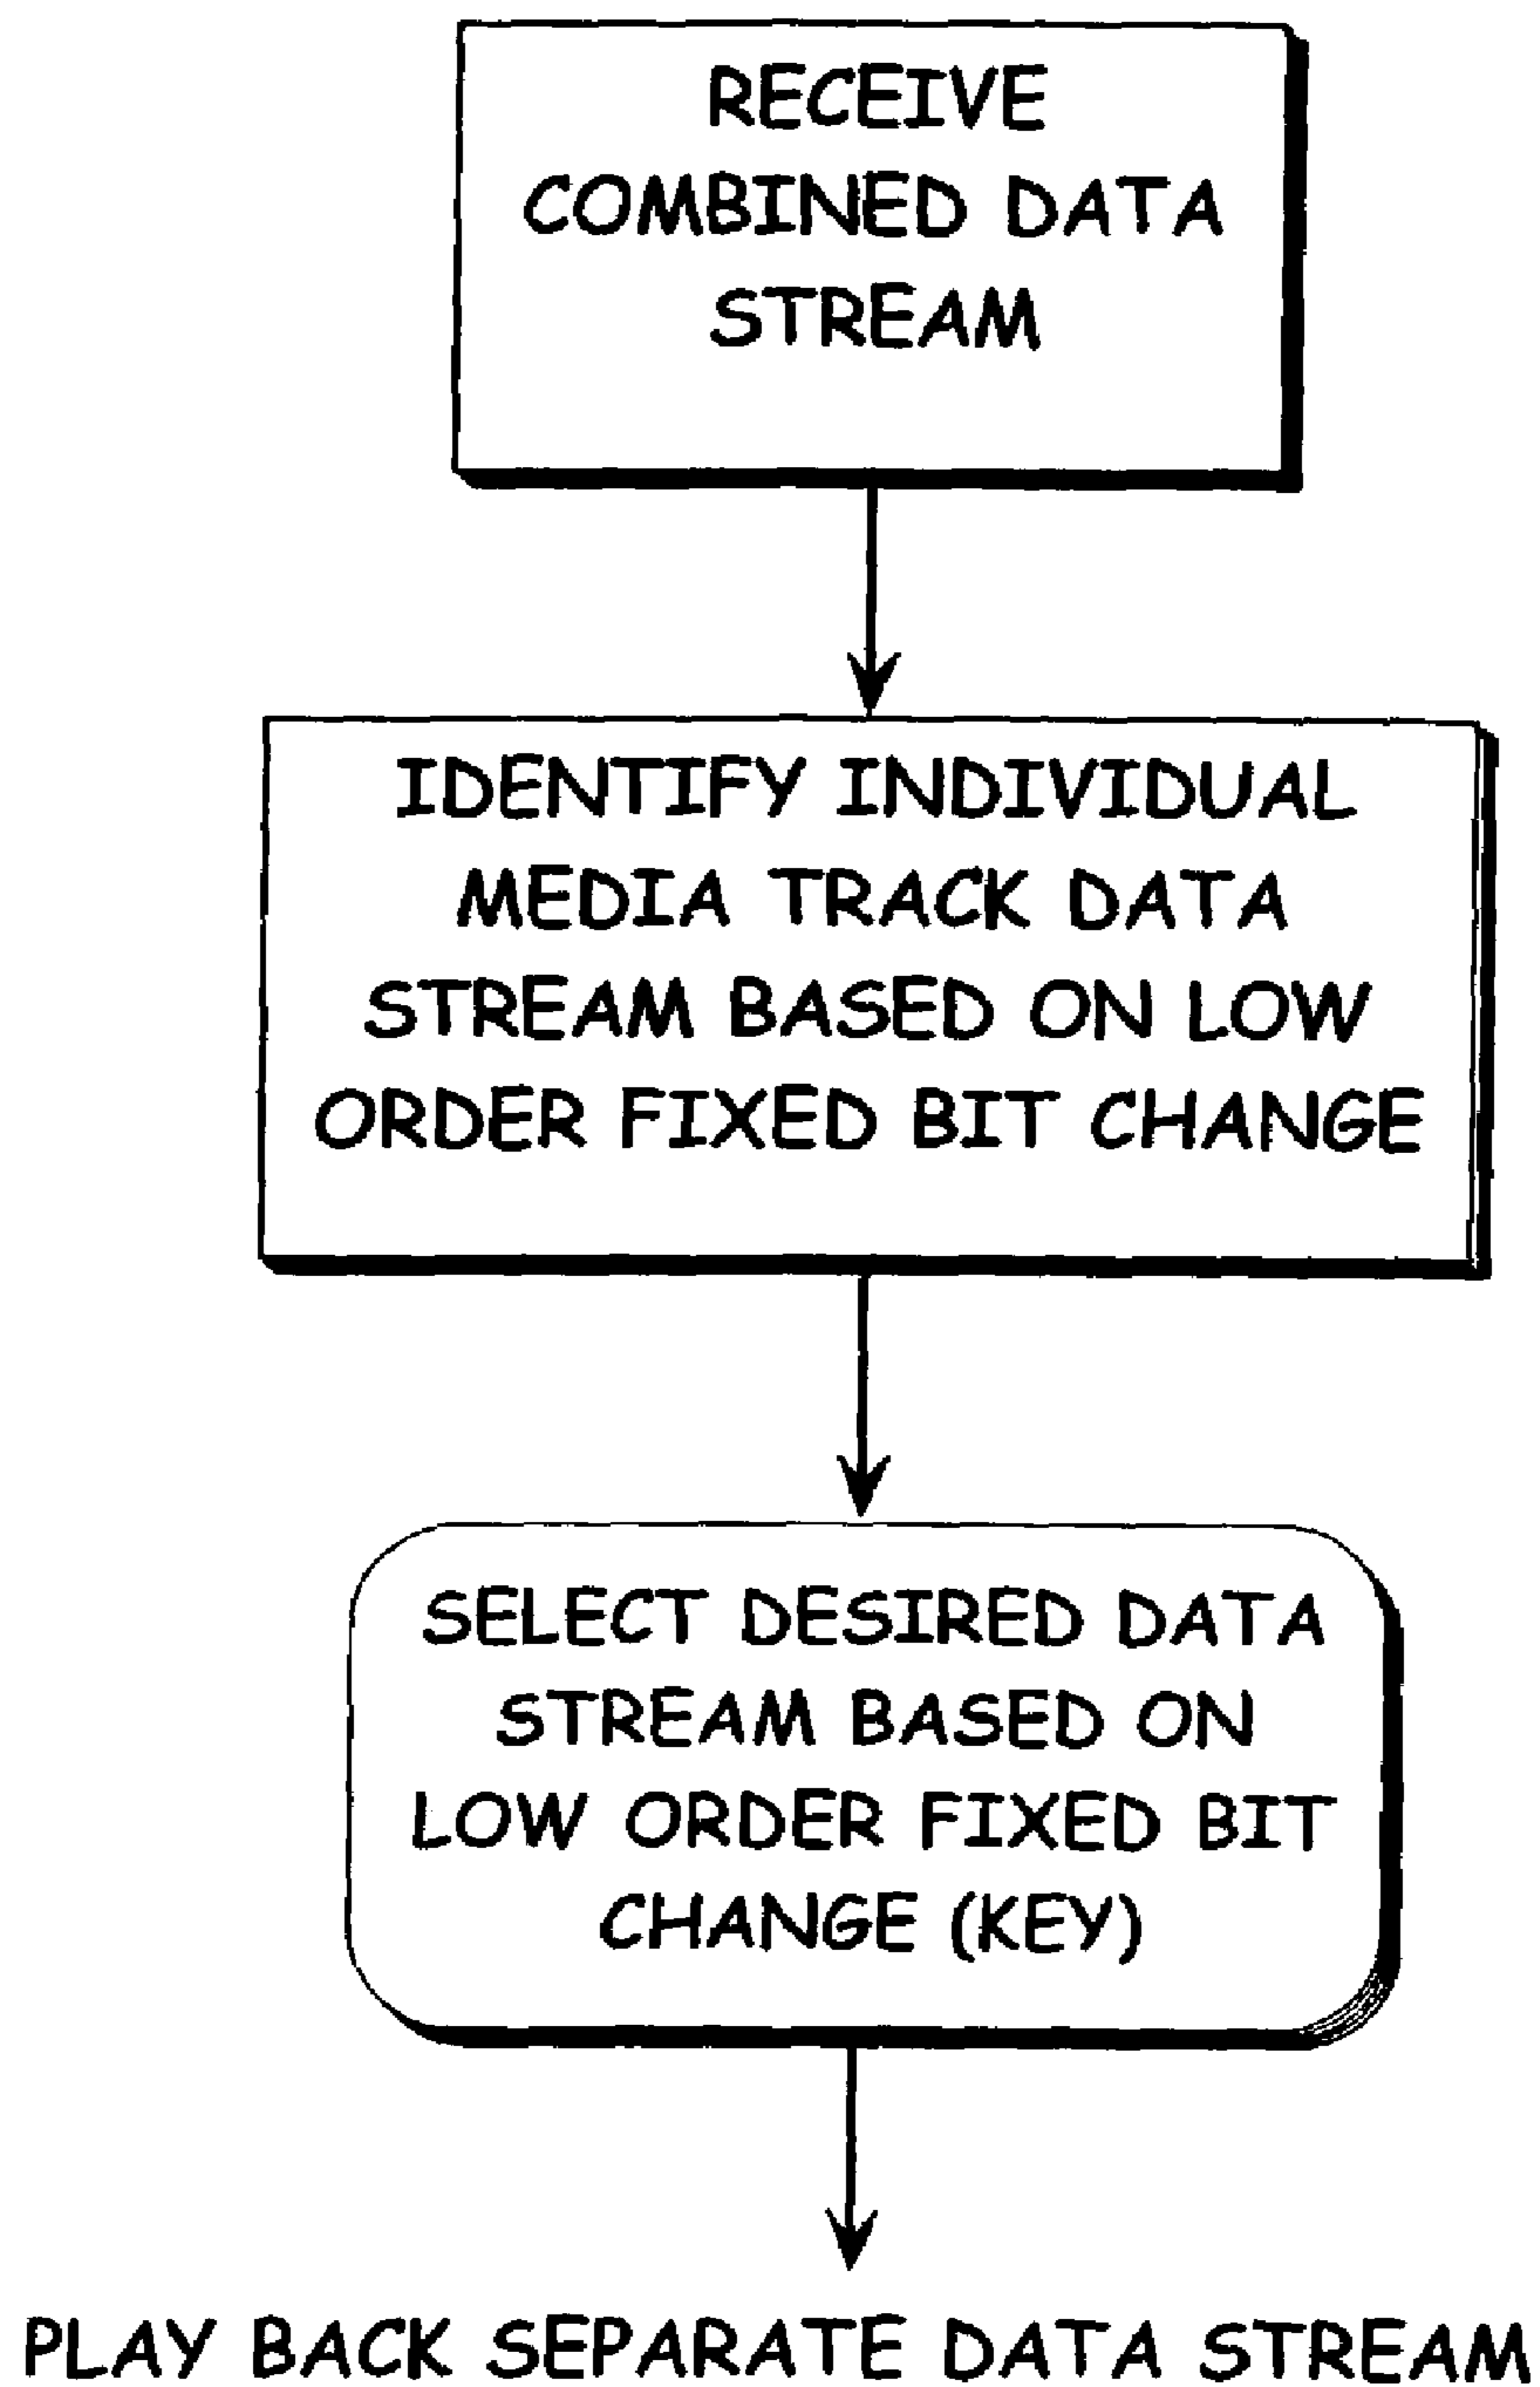 RECEIVE
COMBINED DATA
STREAM
IDENTIFY INDIVIDUAL
MEDIA TRACK DATA
STREAM BASED ON LOW
ORDER FIXED BIT CHANGE
SELECT DESIRED DATA
STREAM BASED ON
LOW ORDER FIXED BIT
CHANGE (KEY)
PLAY BACK SEPARATE DATA STREAM